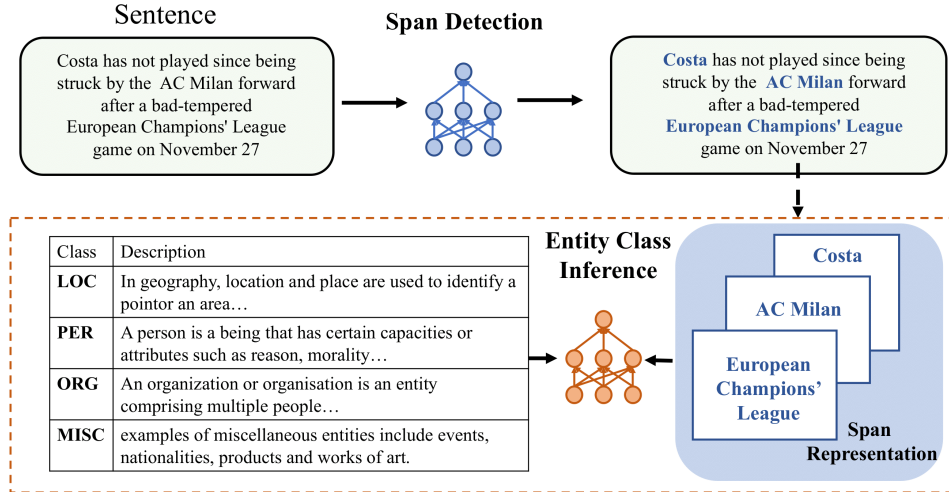 Sentence
Costa has not played since being
struck by the AC Milan forward
after a bad-tempered
European Champions' League
game on November 27
Span Detection
Costa has not played since being
struck by the AC Milan forward
after a bad-tempered
European Champions' League
game on November 27
Class Description
LOC In geography, location and place are used to identify a
pointor an area…
PER A person is a being that has certain capacities or
attributes such as reason, morality…
ORG An organization or organisation is an entity
comprising multiple people…
MISC examples of miscellaneous entities include events,
nationalities, products and works of art.
Entity Class
Inference
Costa
AC Milan
European
Champions’
League
Span
Representation